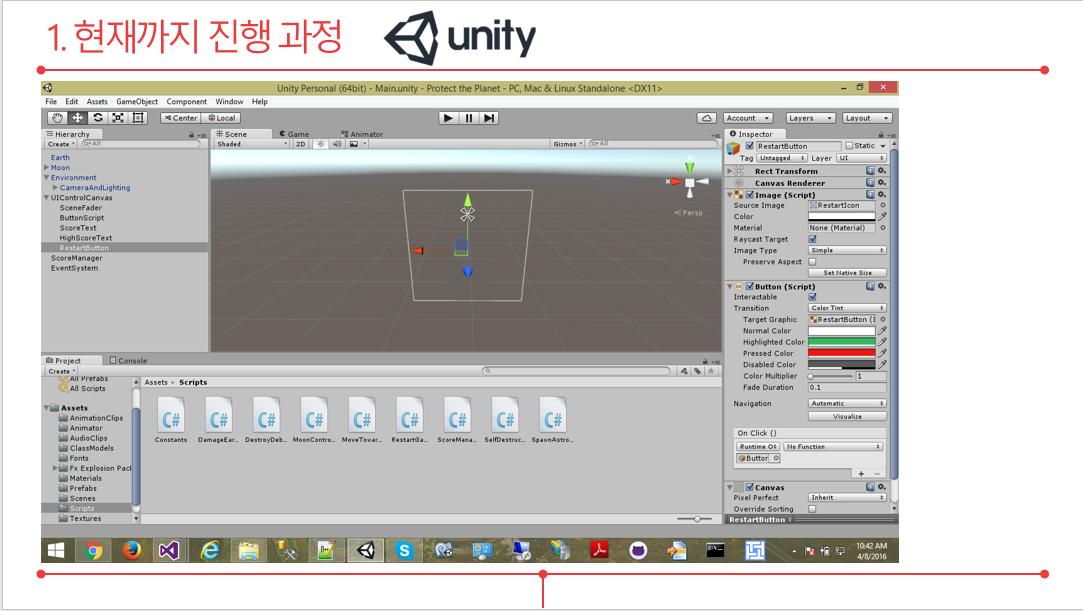 1. 현재까지 진행 과정
unity
Unity Personal (64bit) - Main.unity - Protect the Planet - PC, Mac & Linux Standalone <DX11>
File Edit Assets GameObject Component Window Help
Center Local
Account Layers Layout
Hierarchy
Create All
Earth
Moon
Environment
CameraAndLighting
UIControlCanvas
SceneFader
ButtonScript
ScoreText
HighScoreText
RestartButton
ScoreManager
EventSystem
Scene Game Animator
Shaded 2D Gizmos All
Persp
Inspector
RestartButton Static
Tag Untagged Layer UI
Rect Transform
Canvas Renderer
Image (Script)
Source Image RestartIcon
Color
Material None (Material)
Raycast Target
Image Type Simple
Preserve Aspect
Set Native Size
Button (Script)
Interactable
Transition Color Tint
Target Graphic RestartButton (I
Normal Color
Highlighted Color
Pressed Color
Disabled Color
Color Multiplier 1
Fade Duration 0.1
Navigation Automatic
Visualize
On Click ()
Runtime O No Function
Button
+ −
Canvas
Pixel Perfect Inherit
Override Sorting
RestartButton
Project Console
Create
All Prefabs
All Scripts
Assets
AnimationClips
Animator
AudioClips
ClassModels
Fonts
Fx Explosion Pack
Materials
Prefabs
Scenes
Scripts
Textures
Assets Scripts
C# C# C# C# C# C# C# C# C#
Constants DamageEar... DestroyDeb... MoonContro... MoveTowar... RestartGa... ScoreMana... SelfDestruc... SpawnAstro...
10:42 AM
4/8/2016